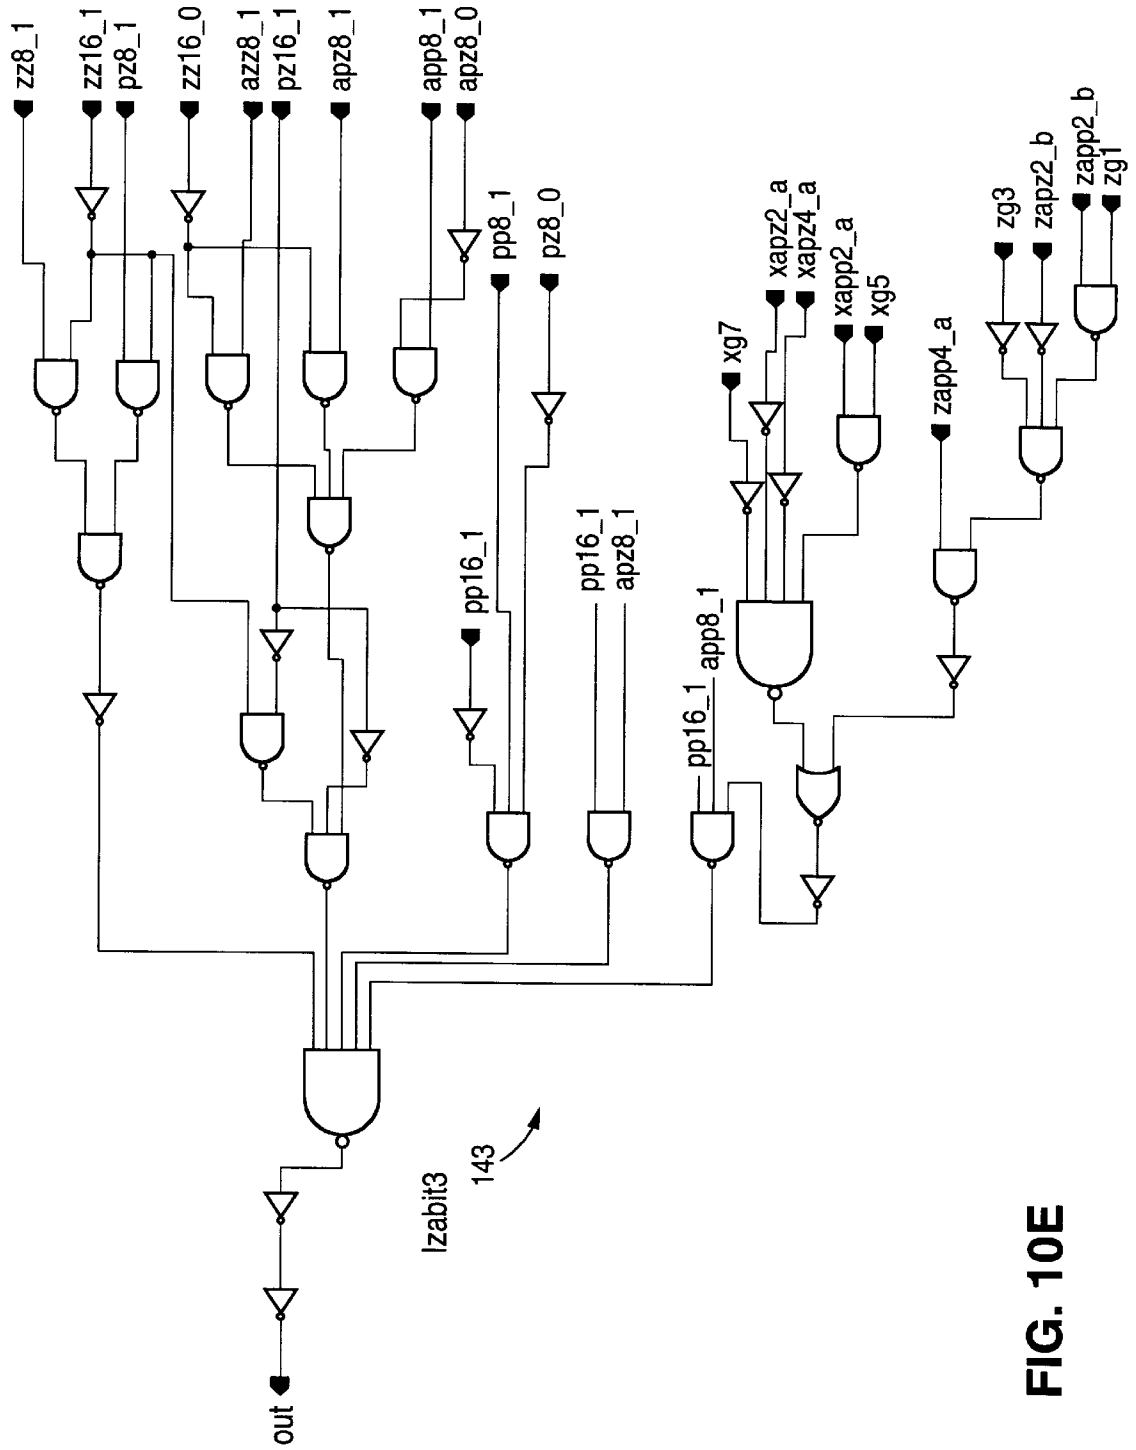 zz8_1
zz16_1
pz8_1
zz16_0
azz8_1
pz16_1
apz8_1
app8_1
apz8_0
pp8_1
pz8_0
pp16_1
pp16_1
apz8_1
pp16_1
app8_1
xg7
xapz2_a
xapz4_a
xapp2_a
xg5
zapp4_a
zg3
zapz2_b
zapp2_b
zg1
out
lzabit3
143
FIG. 10E